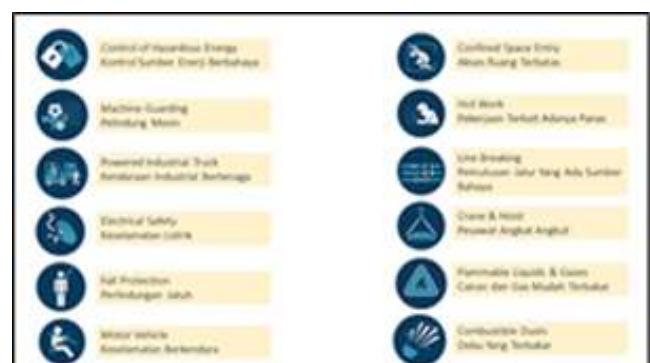 Control of Hazardous Energy
Kontrol Sumber Energi Berbahaya
Machine Guarding
Pelindung Mesin
Powered Industrial Truck
Kendaraan Industrial Bertenaga
Electrical Safety
Keselamatan Listrik
Fall Protection
Perlindungan Jatuh
Motor Vehicle
Keselamatan Berkendara
Confined Space Entry
Akses Ruang Terbatas
Hot Work
Pekerjaan Terkait Adanya Panas
Line Breaking
Pemutusan Jalur Yang Ada Sumber
Bahaya
Crane & Hoist
Pesawat Angkat Angkut
Flammable Liquids & Gases
Cairan dan Gas Mudah Terbakar
Combustible Dusts
Debu Yang Terbakar